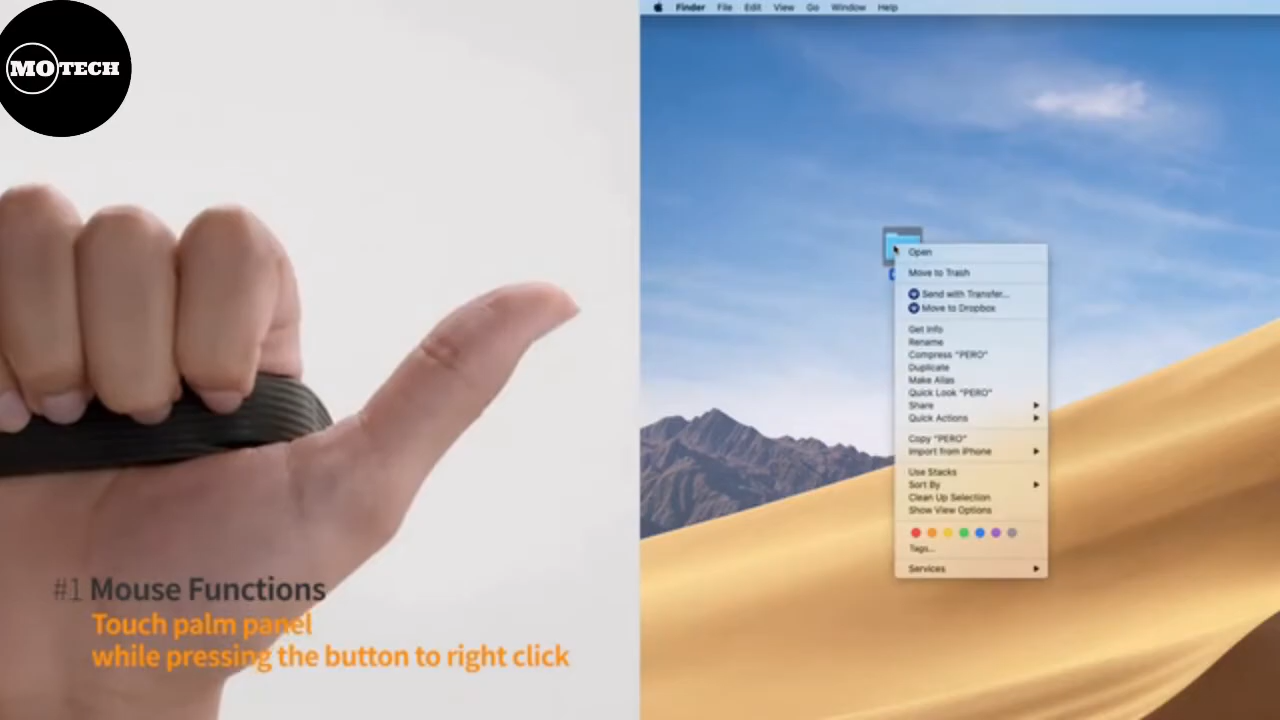 MOTECH
#1 Mouse Functions
Touch palm panel
while pressing the button to right click
Finder File Edit View Go Window Help
Open
Move to Trash
Send with Transfer...
Move to Dropbox
Get Info
Rename
Compress "PERO"
Duplicate
Make Alias
Quick Look "PERO"
Share
Quick Actions
Copy "PERO"
Import from iPhone
Use Stacks
Sort By
Clean Up Selection
Show View Options
Tags...
Services